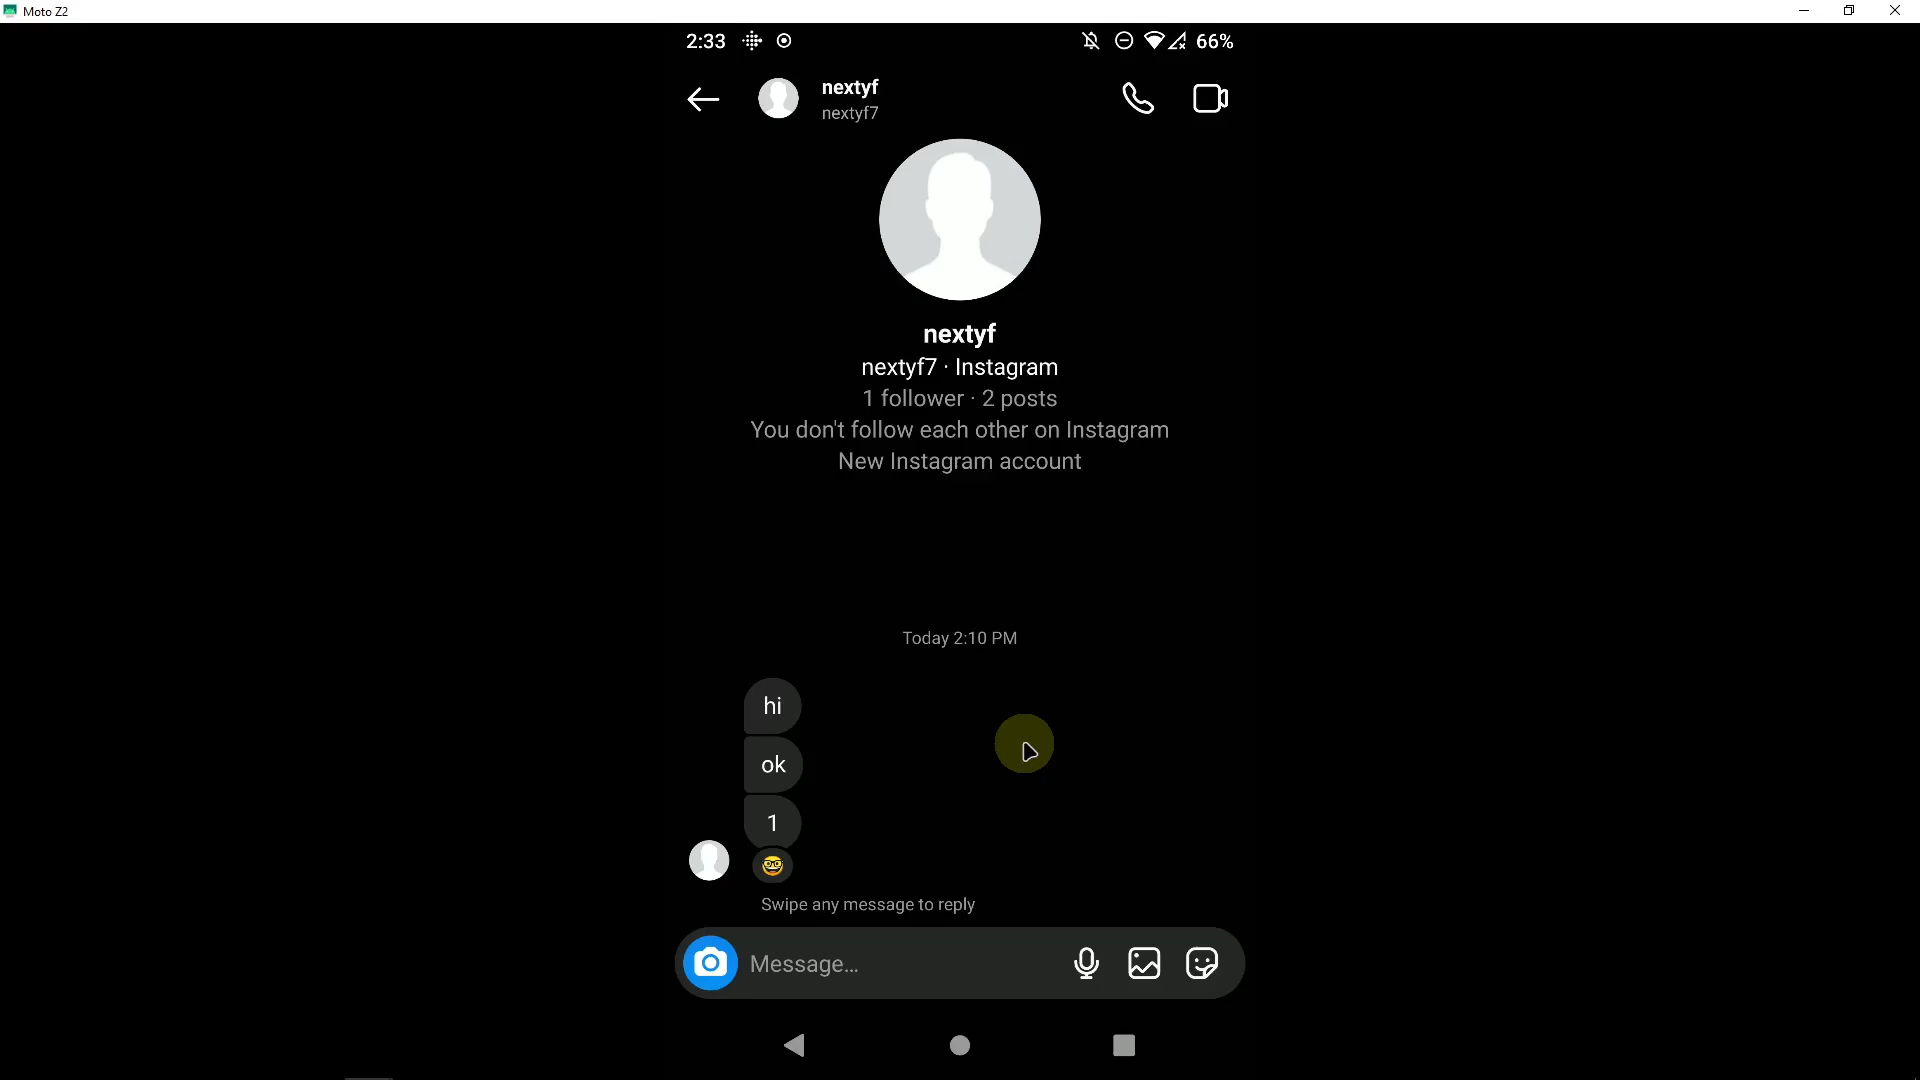 Moto Z2
2:33 66%
nextyf
nextyf7
nextyf
nextyf7 · Instagram
1 follower · 2 posts
You don't follow each other on Instagram
New Instagram account
Today 2:10 PM
hi
ok
1
Swipe any message to reply
Message...